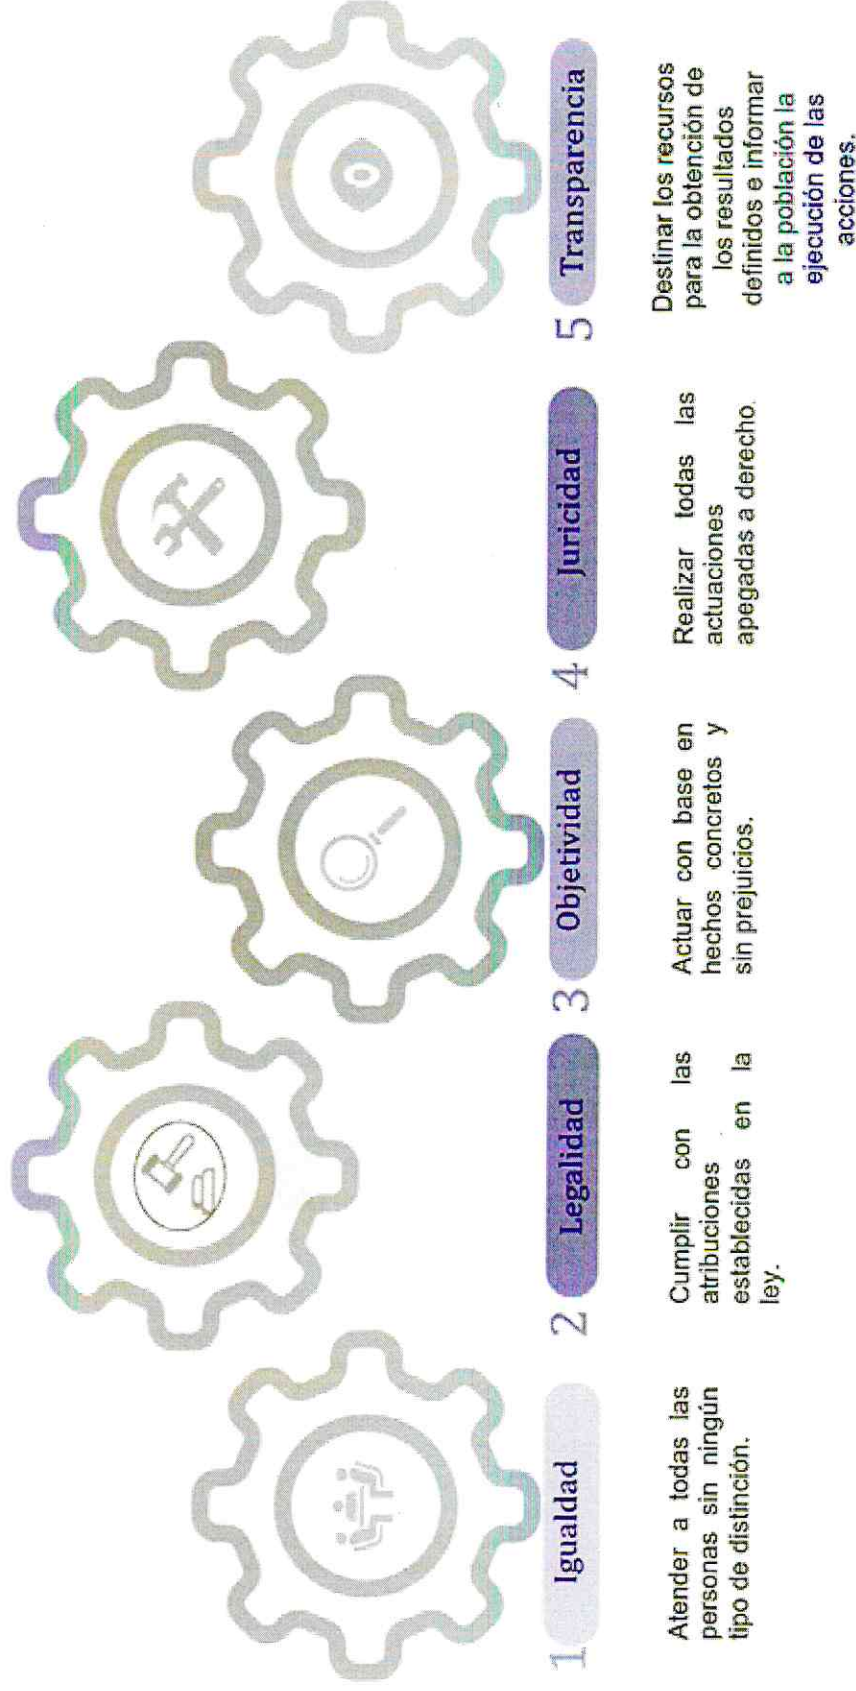 1 Igualdad
Atender a todas las
personas sin ningún
tipo de distinción.
2 Legalidad
Cumplir con las
atribuciones
establecidas en la
ley.
3 Objetividad
Actuar con base en
hechos concretos y
sin prejuicios.
4 Juricidad
Realizar todas las
actuaciones
apegadas a derecho.
5 Transparencia
Destinar los recursos
para la obtención de
los resultados
definidos e informar
a la población la
ejecución de las
acciones.